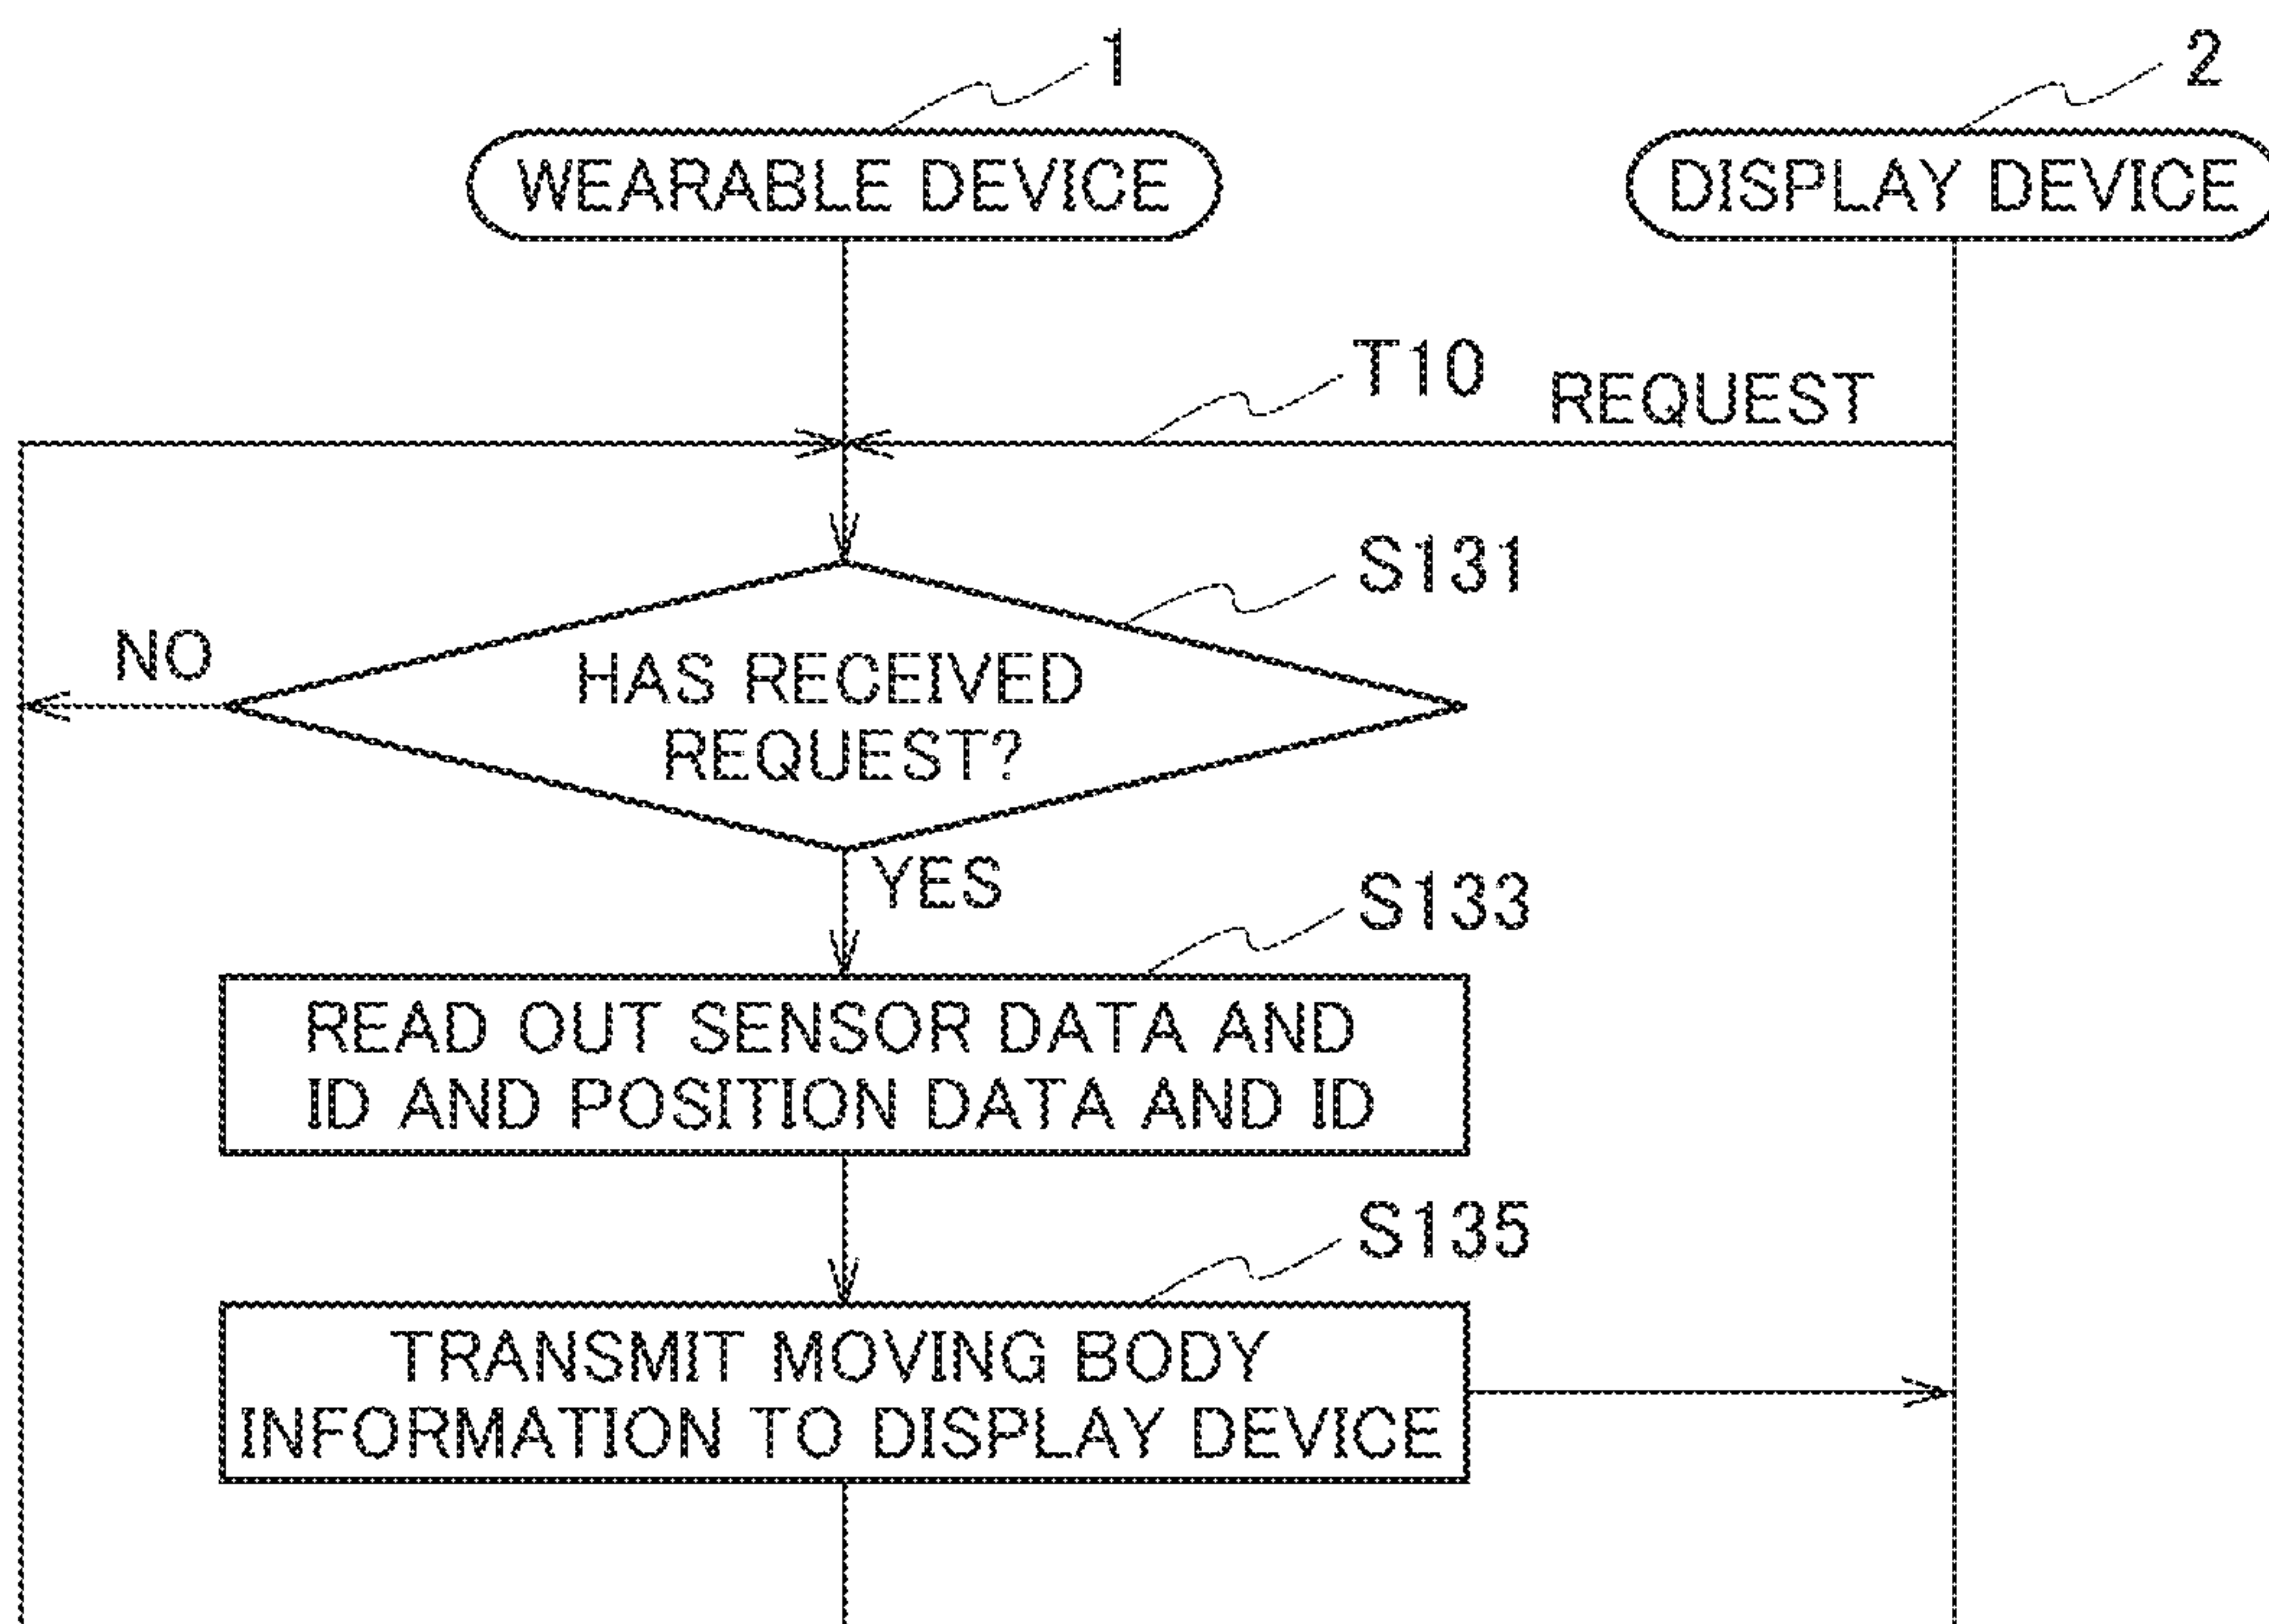 1
2
WEARABLE DEVICE
DISPLAY DEVICE
T10
REQUEST
S131
NO
HAS RECEIVED
REQUEST?
YES
S133
READ OUT SENSOR DATA AND
ID AND POSITION DATA AND ID
S135
TRANSMIT MOVING BODY
INFORMATION TO DISPLAY DEVICE